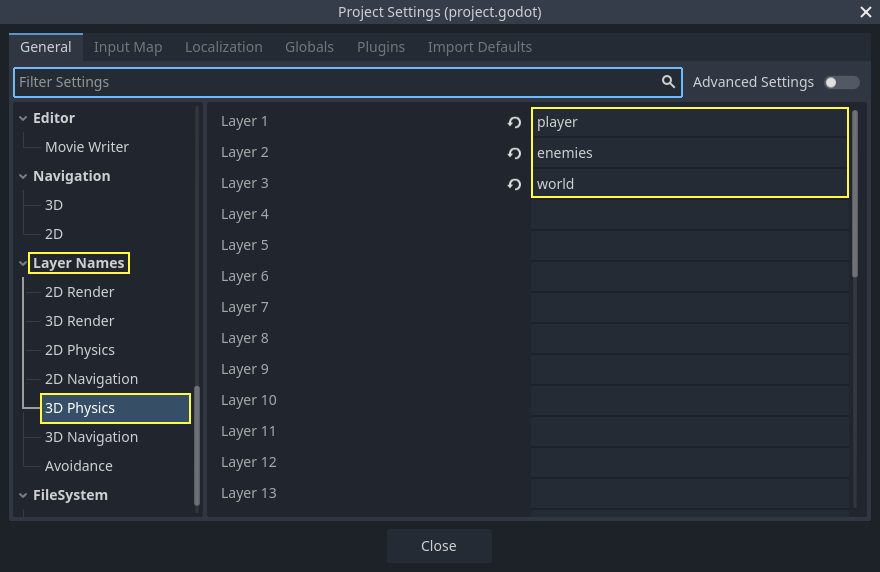 Project Settings (project.godot)
General Input Map Localization Globals Plugins Import Defaults
Filter Settings Advanced Settings
Editor
Movie Writer
Navigation
3D
2D
Layer Names
2D Render
3D Render
2D Physics
2D Navigation
3D Physics
3D Navigation
Avoidance
FileSystem
Layer 1 player
Layer 2 enemies
Layer 3 world
Layer 4
Layer 5
Layer 6
Layer 7
Layer 8
Layer 9
Layer 10
Layer 11
Layer 12
Layer 13
Close